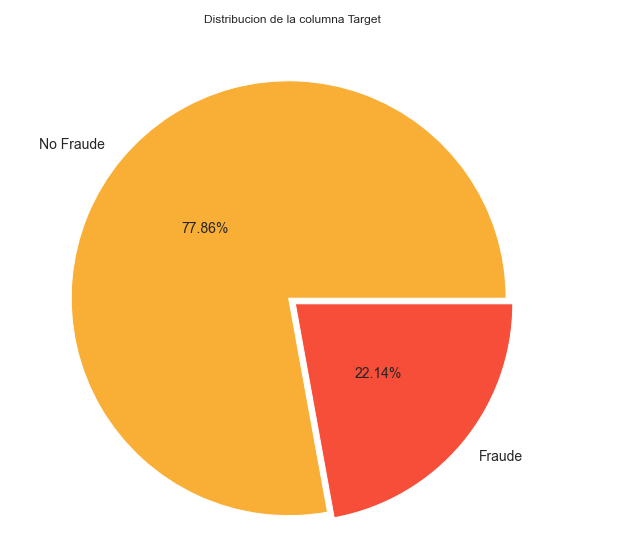 Distribucion de la columna Target
No Fraude
77.86%
22.14%
Fraude